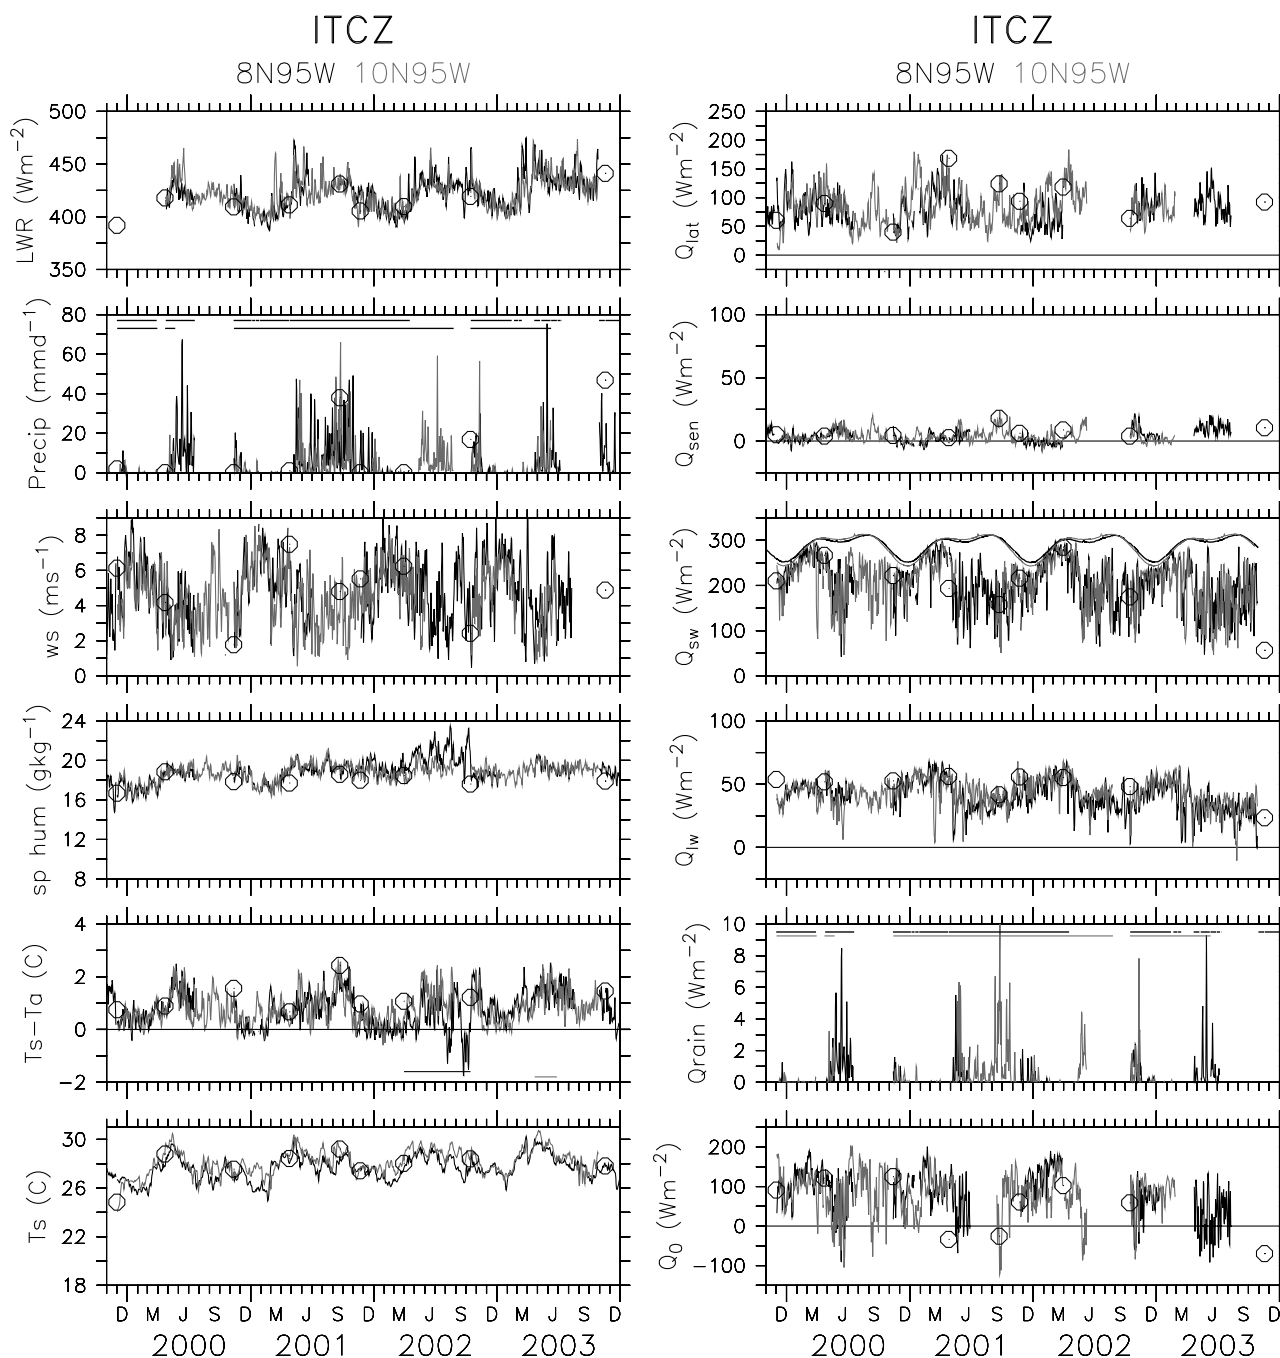 ITCZ
8N95W 10N95W
LWR (Wm−2)
500
450
400
350
Precip (mmd−1)
80
60
40
20
0
ws (ms−1)
8
6
4
2
0
sp hum (gkg−1)
24
20
16
12
8
Ts−Ta (C)
4
2
0
−2
Ts (C)
30
26
22
18
D M J S D M J S D M J S D M J S D
2000 2001 2002 2003
ITCZ
8N95W 10N95W
Qlat (Wm−2)
250
200
150
100
50
0
Qsen (Wm−2)
100
50
0
Qsw (Wm−2)
300
200
100
0
Qlw (Wm−2)
100
50
0
Qrain (Wm−2)
10
8
6
4
2
0
Q0 (Wm−2)
200
100
0
−100
D M J S D M J S D M J S D M J S D
2000 2001 2002 2003